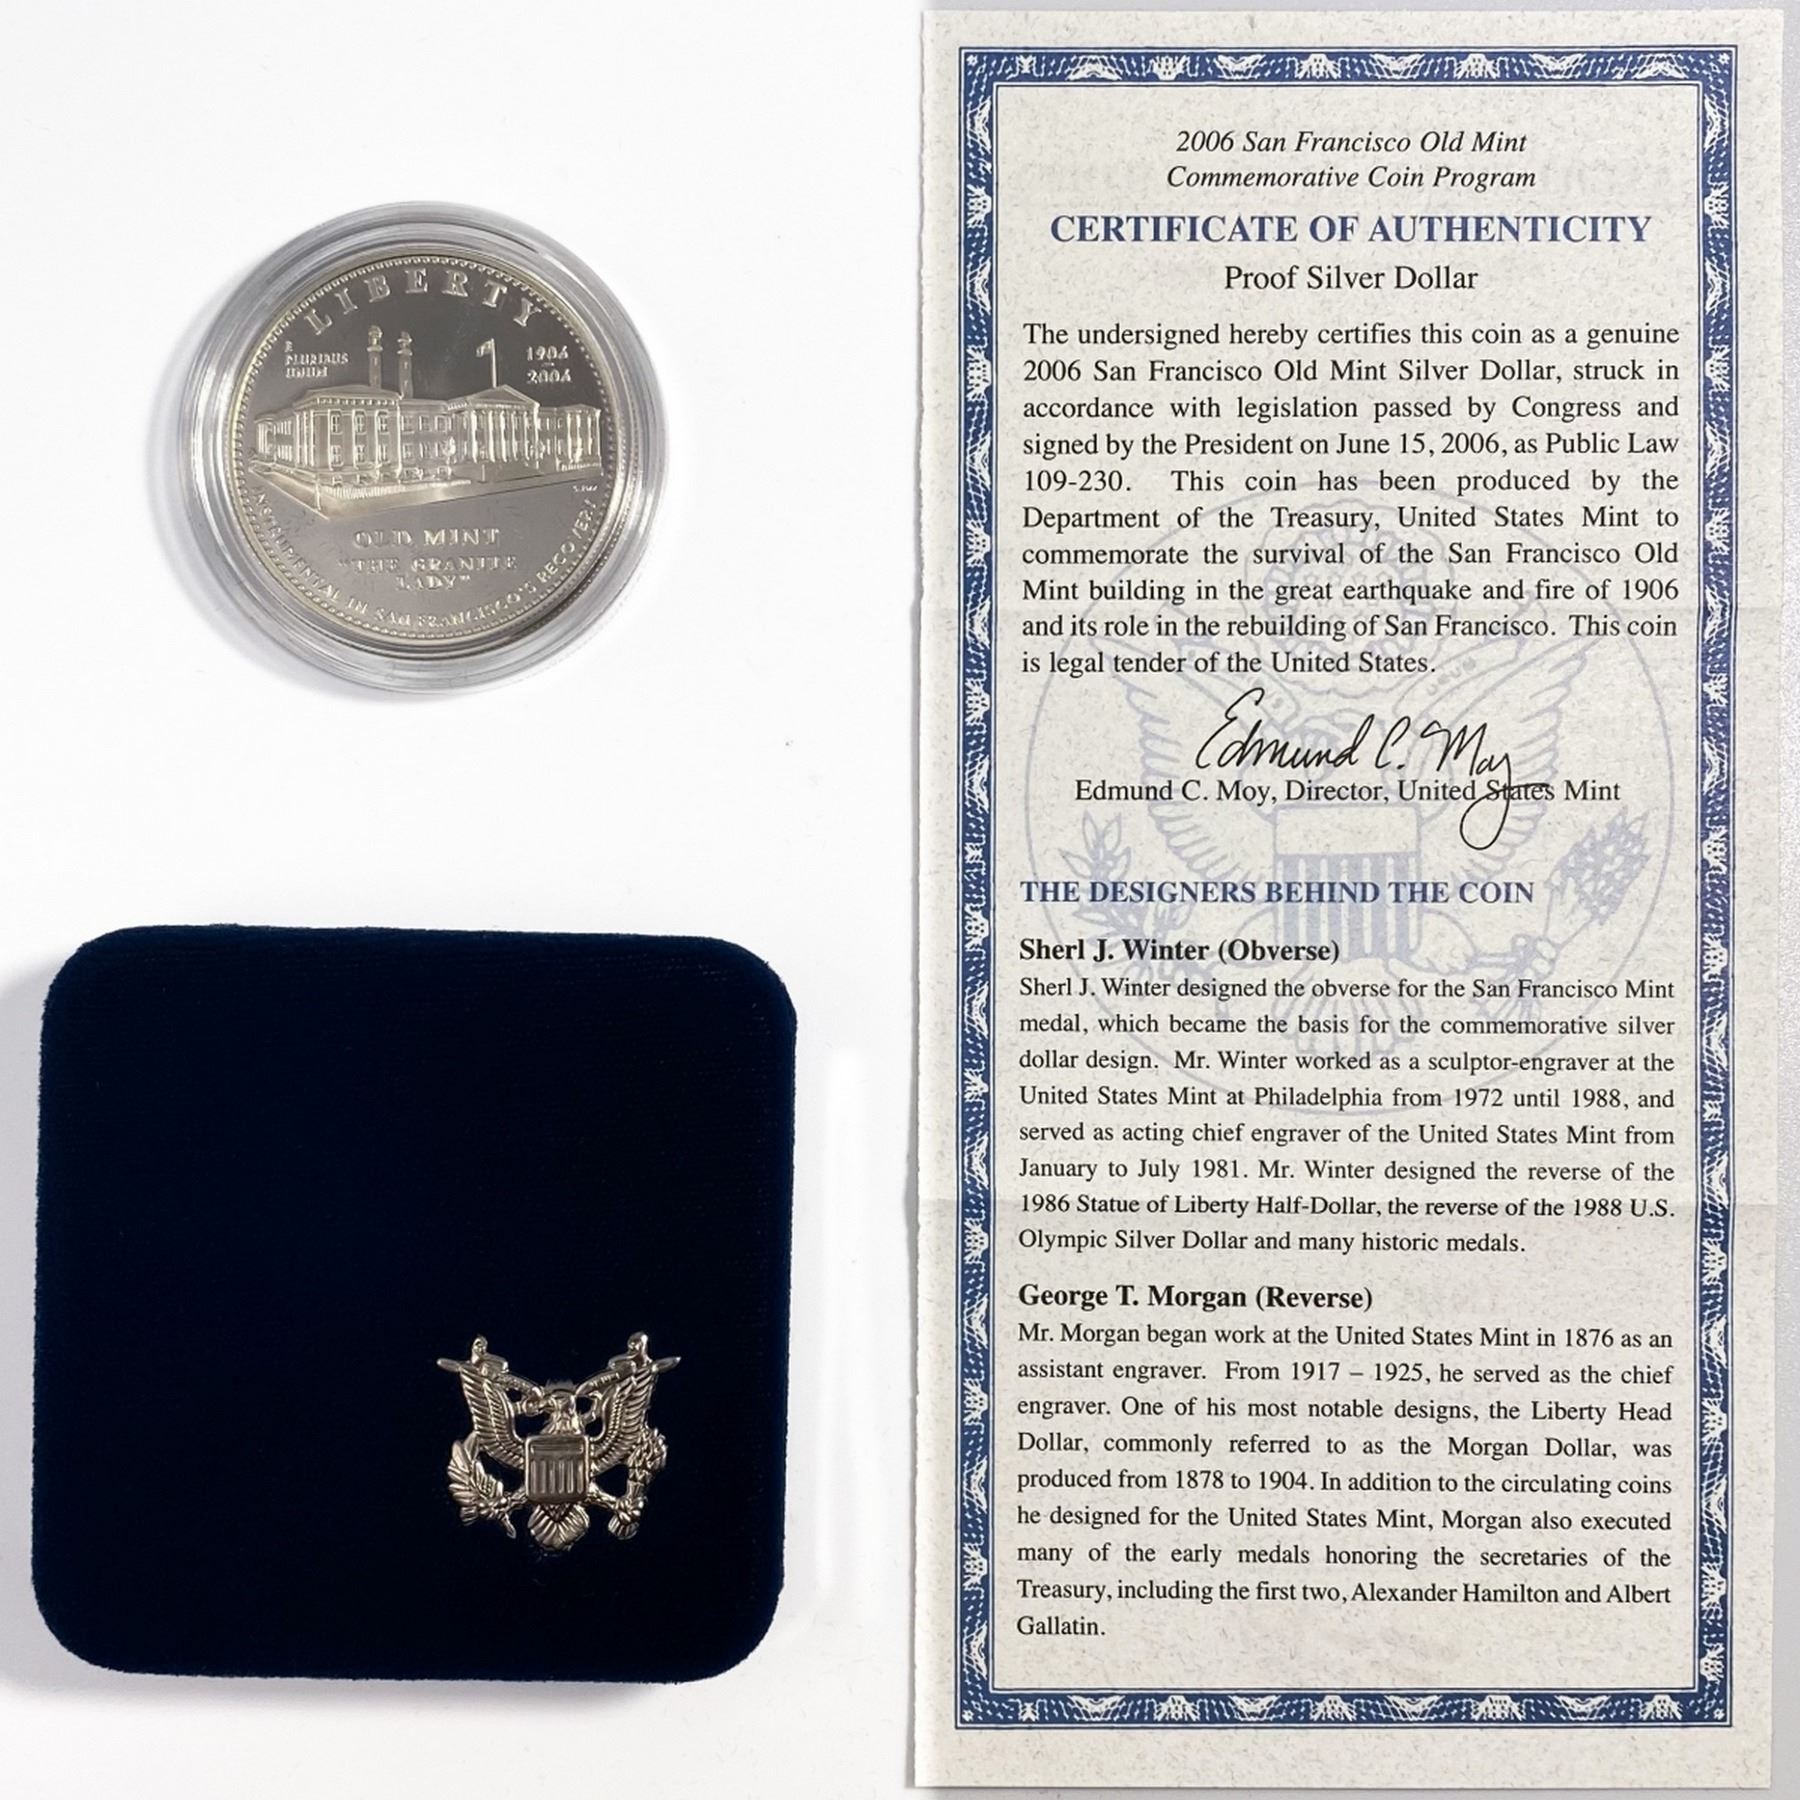 LIBERTY
E
PLURIBUS
UNUM
1906
2006
OLD MINT
"THE GRANITE
LADY"
INSTRUMENTAL IN SAN FRANCISCO'S RECOVERY
2006 San Francisco Old Mint
Commemorative Coin Program
CERTIFICATE OF AUTHENTICITY
Proof Silver Dollar
The undersigned hereby certifies this coin as a genuine
2006 San Francisco Old Mint Silver Dollar, struck in
accordance with legislation passed by Congress and
signed by the President on June 15, 2006, as Public Law
109-230. This coin has been produced by the
Department of the Treasury, United States Mint to
commemorate the survival of the San Francisco Old
Mint building in the great earthquake and fire of 1906
and its role in the rebuilding of San Francisco. This coin
is legal tender of the United States.
Edmund C. Moy
Edmund C. Moy, Director, United States Mint
THE DESIGNERS BEHIND THE COIN
Sherl J. Winter (Obverse)
Sherl J. Winter designed the obverse for the San Francisco Mint
medal, which became the basis for the commemorative silver
dollar design. Mr. Winter worked as a sculptor-engraver at the
United States Mint at Philadelphia from 1972 until 1988, and
served as acting chief engraver of the United States Mint from
January to July 1981. Mr. Winter designed the reverse of the
1986 Statue of Liberty Half-Dollar, the reverse of the 1988 U.S.
Olympic Silver Dollar and many historic medals.
George T. Morgan (Reverse)
Mr. Morgan began work at the United States Mint in 1876 as an
assistant engraver. From 1917 – 1925, he served as the chief
engraver. One of his most notable designs, the Liberty Head
Dollar, commonly referred to as the Morgan Dollar, was
produced from 1878 to 1904. In addition to the circulating coins
he designed for the United States Mint, Morgan also executed
many of the early medals honoring the secretaries of the
Treasury, including the first two, Alexander Hamilton and Albert
Gallatin.